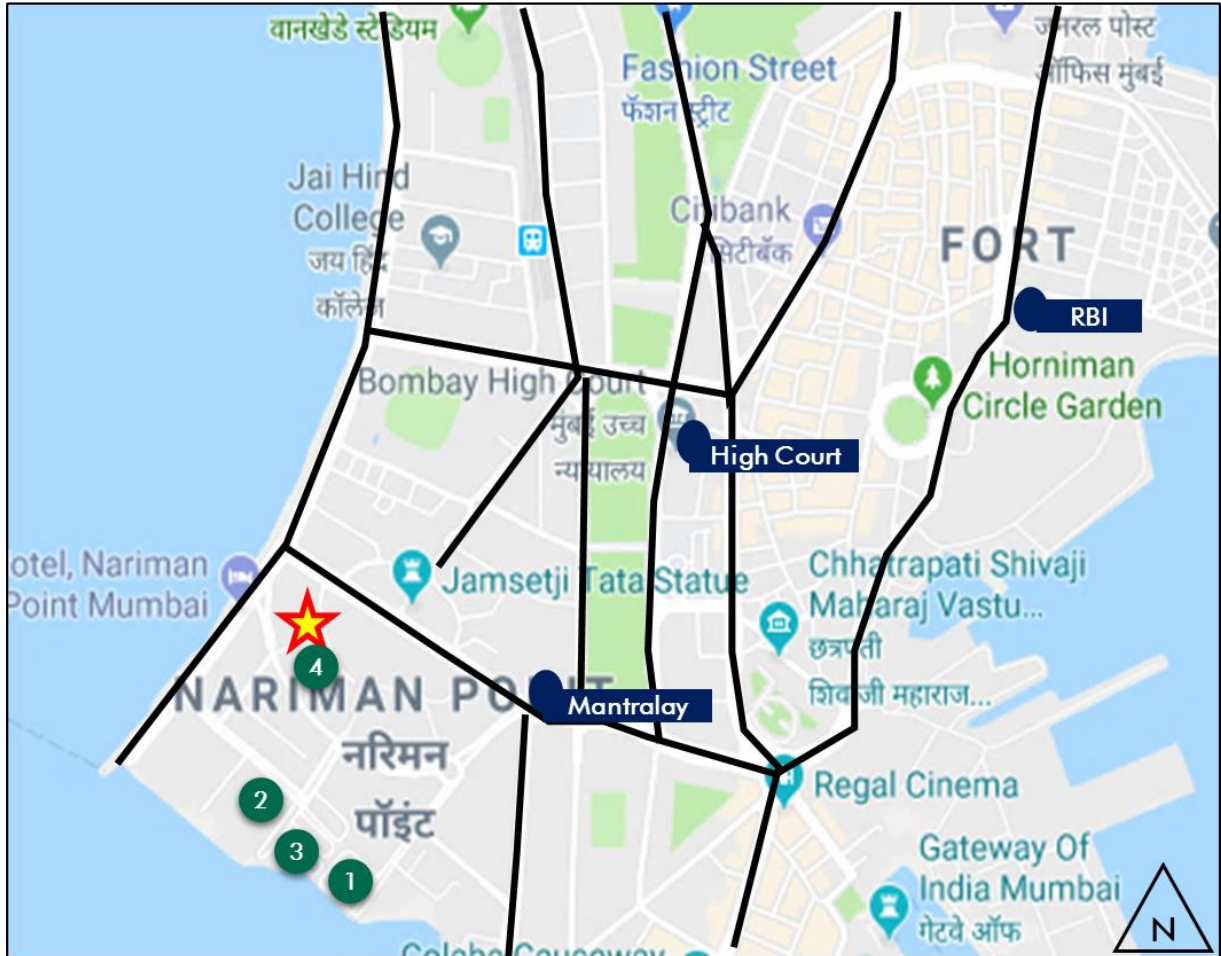 वानखेडे स्टेडियम
जनरल पोस्ट
ऑफिस मुंबई
Fashion Street
फॅशन स्ट्रीट
Jai Hind
College
जय हिंद
कॉलेज
Citibank
सिटीबँक
FORT
RBI
Horniman
Circle Garden
Bombay High Court
मुंबई उच्च
न्यायालय
High Court
otel, Nariman
Point Mumbai
Jamsetji Tata Statue
Chhatrapati Shivaji
Maharaj Vastu...
छत्रपती
शिवाजी महाराज...
4
NARIMAN POINT
Mantralay
नरिमन
पॉइंट
2
3
1
Regal Cinema
Gateway Of
India Mumbai
गेटवे ऑफ
Colaba Causeway
N